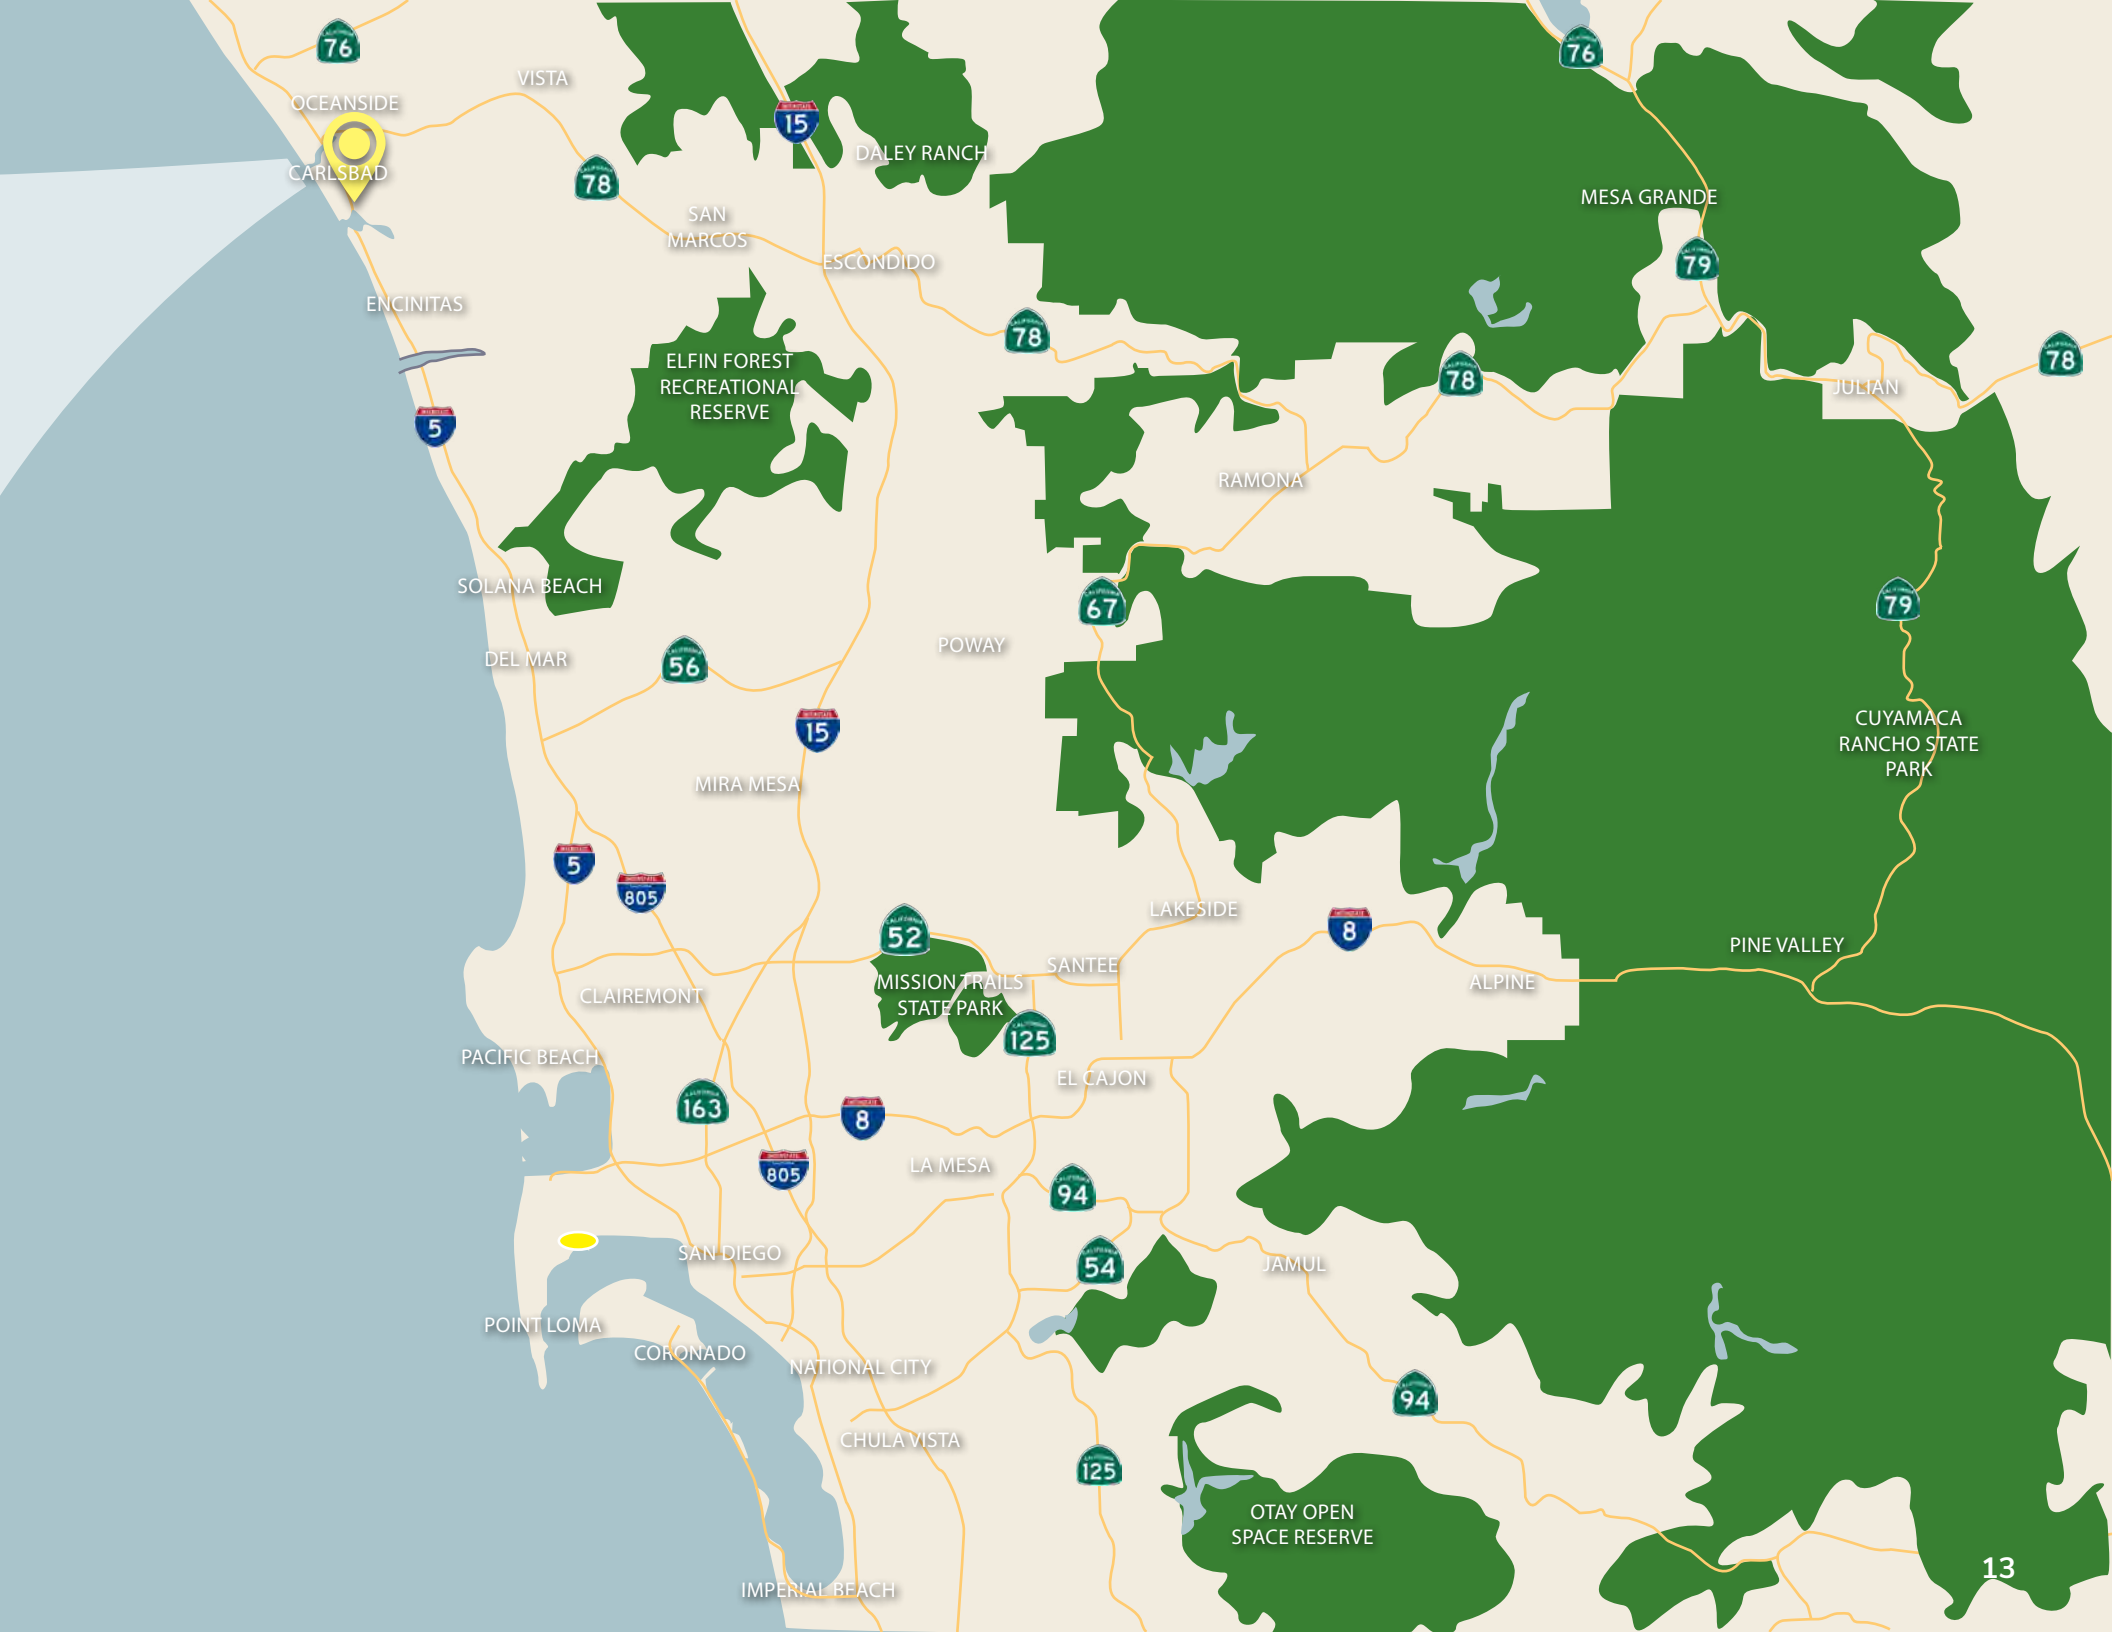 76
76
VISTA
OCEANSIDE
15
DALEY RANCH
CARLSBAD
78
MESA GRANDE
SAN
MARCOS
ESCONDIDO
79
ENCINITAS
78
78
ELFIN FOREST
RECREATIONAL
RESERVE
78
JULIAN
5
RAMONA
SOLANA BEACH
67
79
POWAY
DEL MAR
56
15
CUYAMACA
RANCHO STATE
PARK
MIRA MESA
5
805
LAKESIDE
52
8
PINE VALLEY
SANTEE
MISSION TRAILS
STATE PARK
ALPINE
CLAIREMONT
125
PACIFIC BEACH
EL CAJON
163
8
805
LA MESA
94
SAN DIEGO
54
JAMUL
POINT LOMA
CORONADO
NATIONAL CITY
94
CHULA VISTA
125
OTAY OPEN
SPACE RESERVE
13
IMPERIAL BEACH